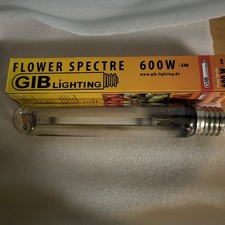 FLOWER SPECTRE 600W
GIB LiGHTiNG
www.gib-lighting.de